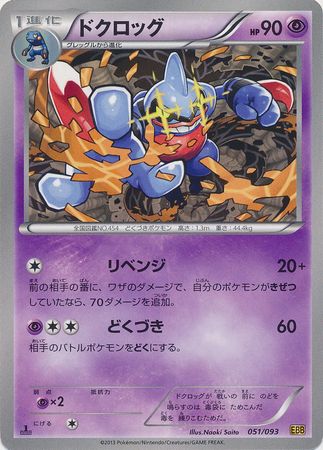 1進化
ドクロッグ
HP90
グレッグルから進化
全国図鑑NO.454 どくづきポケモン 高さ：1.3m 重さ：44.4kg
リベンジ 20+
前の相手の番に、ワザのダメージで、自分のポケモンがきぜつ
していたなら、70ダメージを追加。
どくづき 60
相手のバトルポケモンをどくにする。
弱点 抵抗力
×2
にげる
ドクロッグが 戦いの 前に のどを
鳴らすのは 毒袋に ためこんだ
毒を 練りこむためだ。
1 EBB Illus.Naoki Saito 051/093
©2013 Pokémon/Nintendo/Creatures/GAME FREAK.